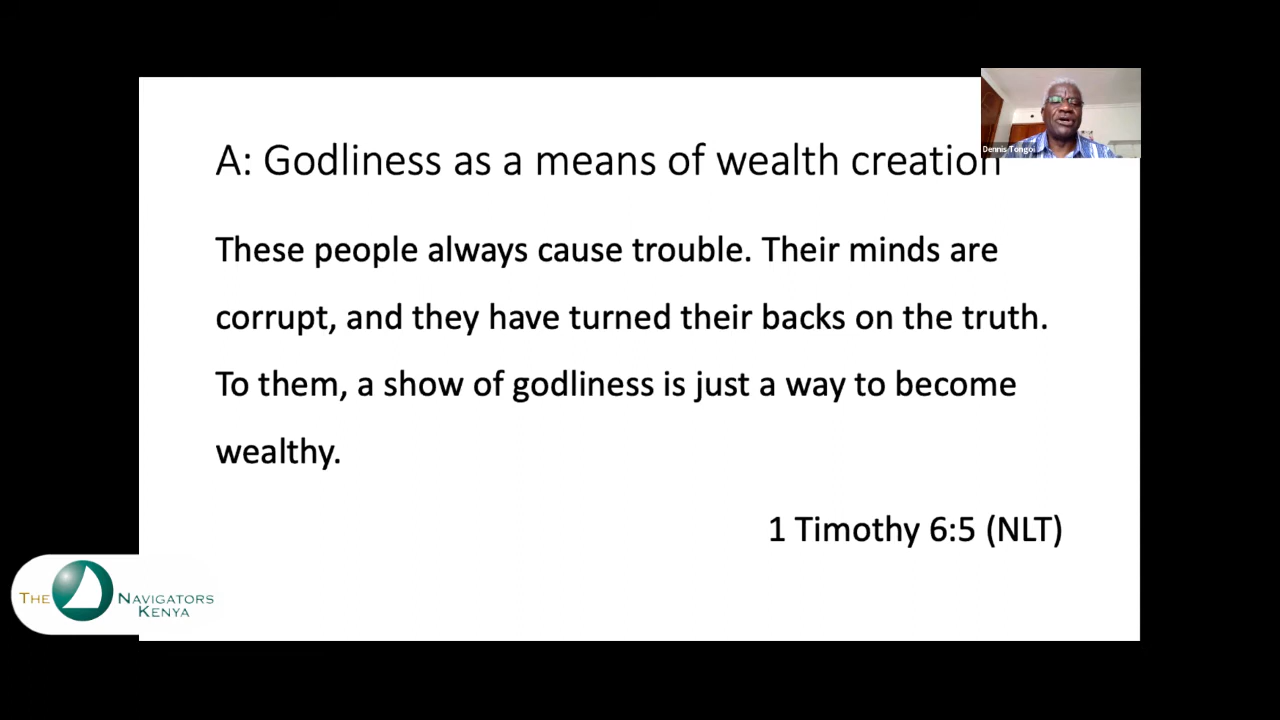 A: Godliness as a means of wealth creation
Dennis Tongoi
These people always cause trouble. Their minds are
corrupt, and they have turned their backs on the truth.
To them, a show of godliness is just a way to become
wealthy.
1 Timothy 6:5 (NLT)
THE NAVIGATORS
KENYA